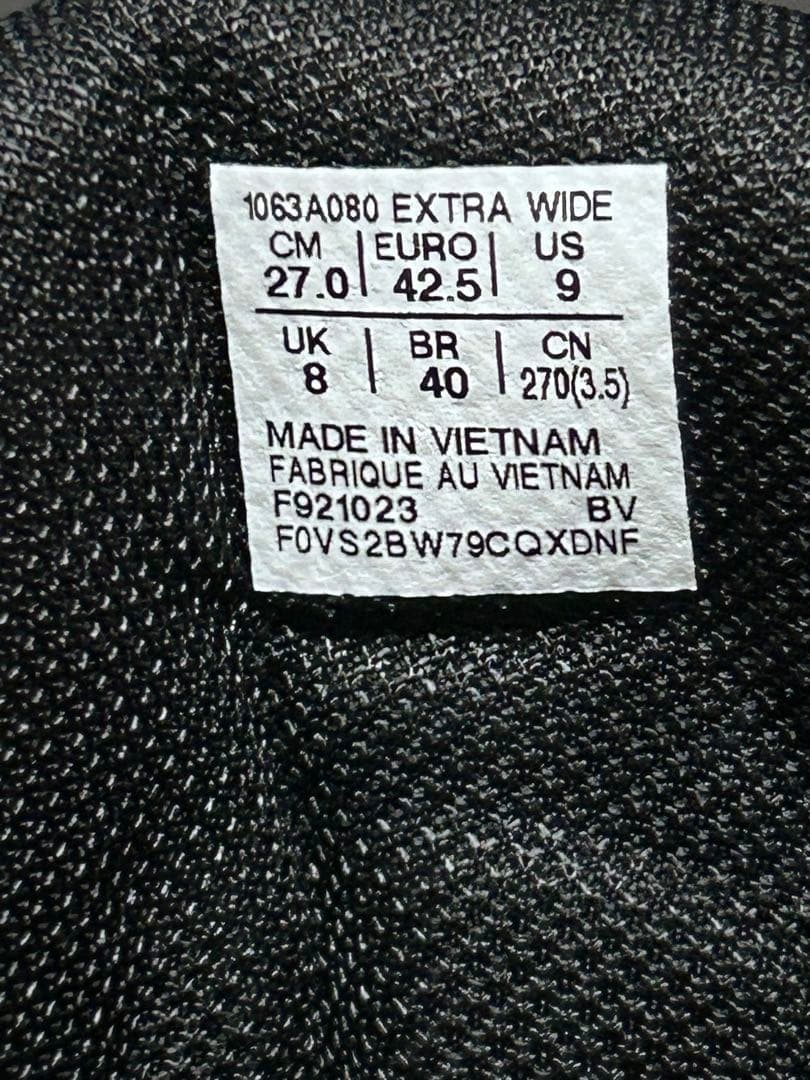 1063A080 EXTRA WIDE
CM | EURO | US
27.0 | 42.5 | 9
UK | BR | CN
8 | 40 | 270(3.5)
MADE IN VIETNAM
FABRIQUE AU VIETNAM
F921023 BV
F0VS2BW79CQXDNF